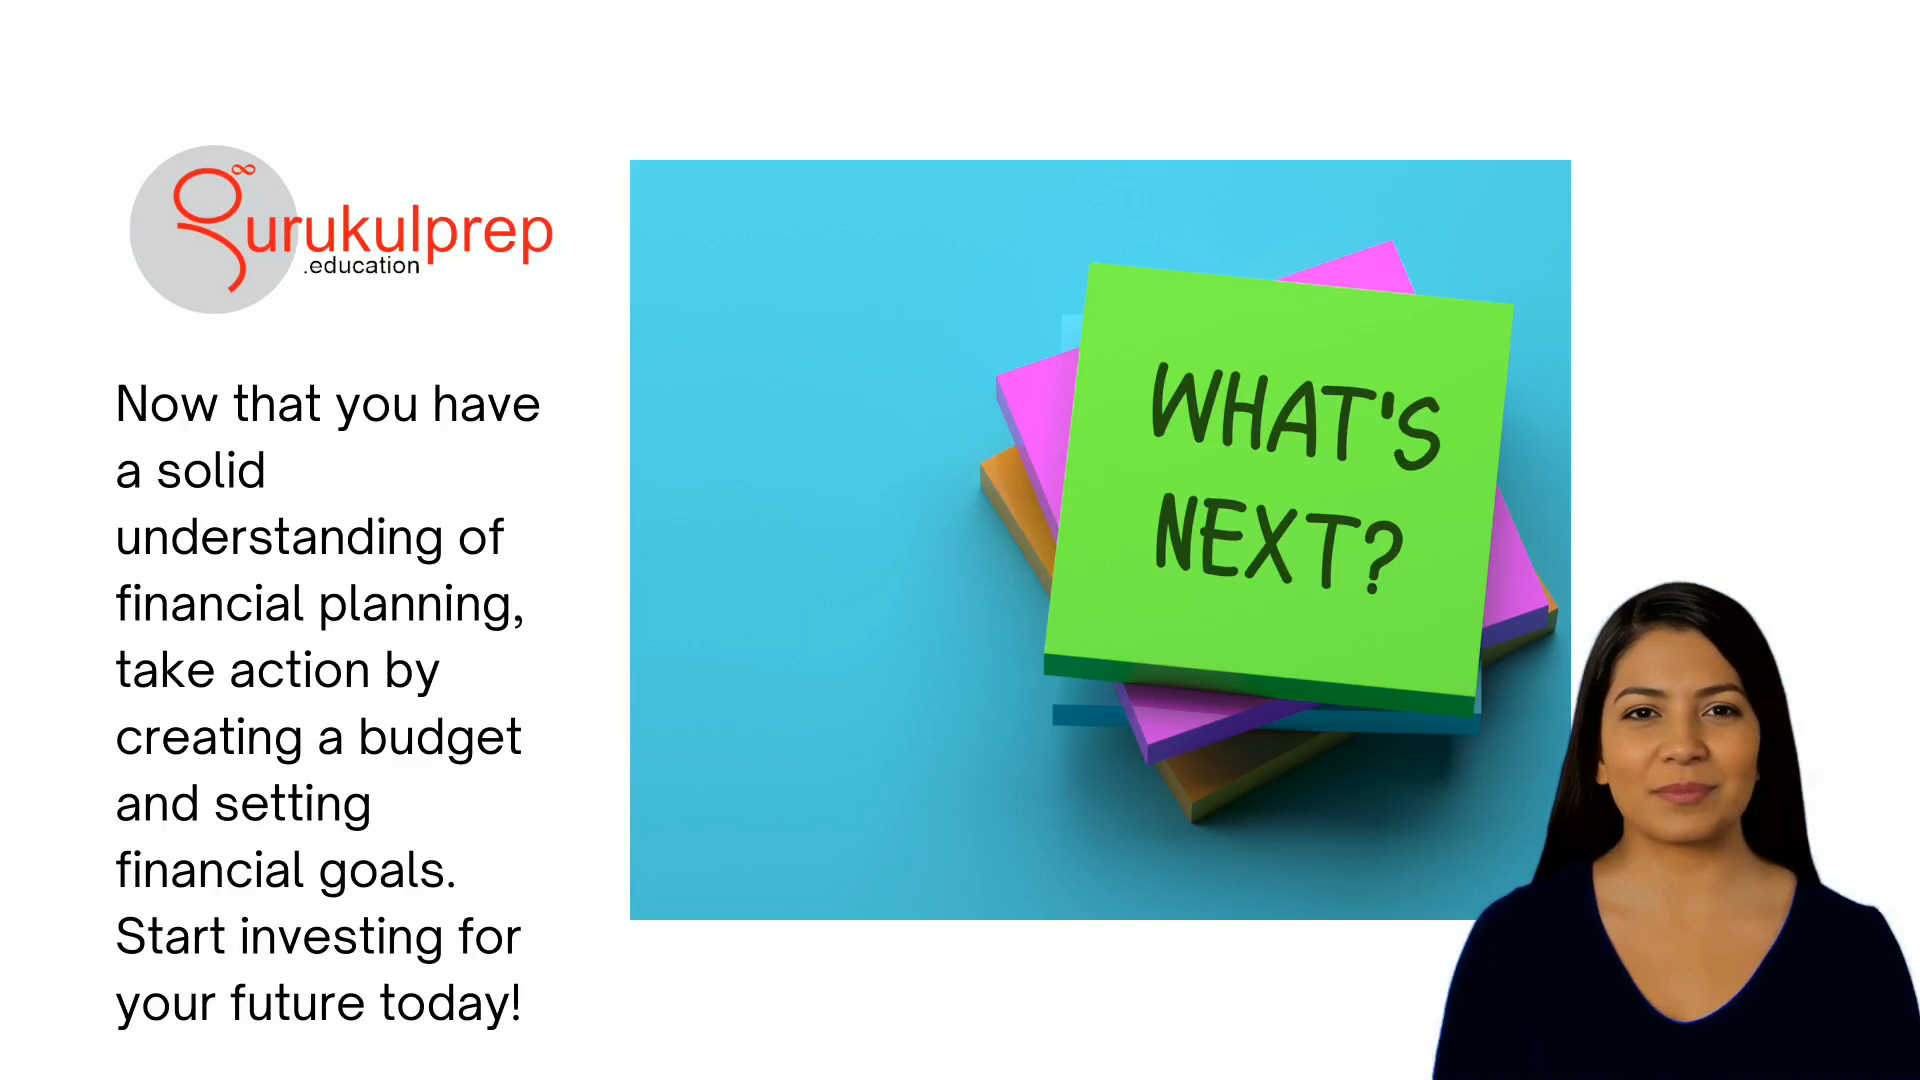 gurukulprep
.education
Now that you have
a solid
understanding of
financial planning,
take action by
creating a budget
and setting
financial goals.
Start investing for
your future today!
WHAT'S
NEXT?